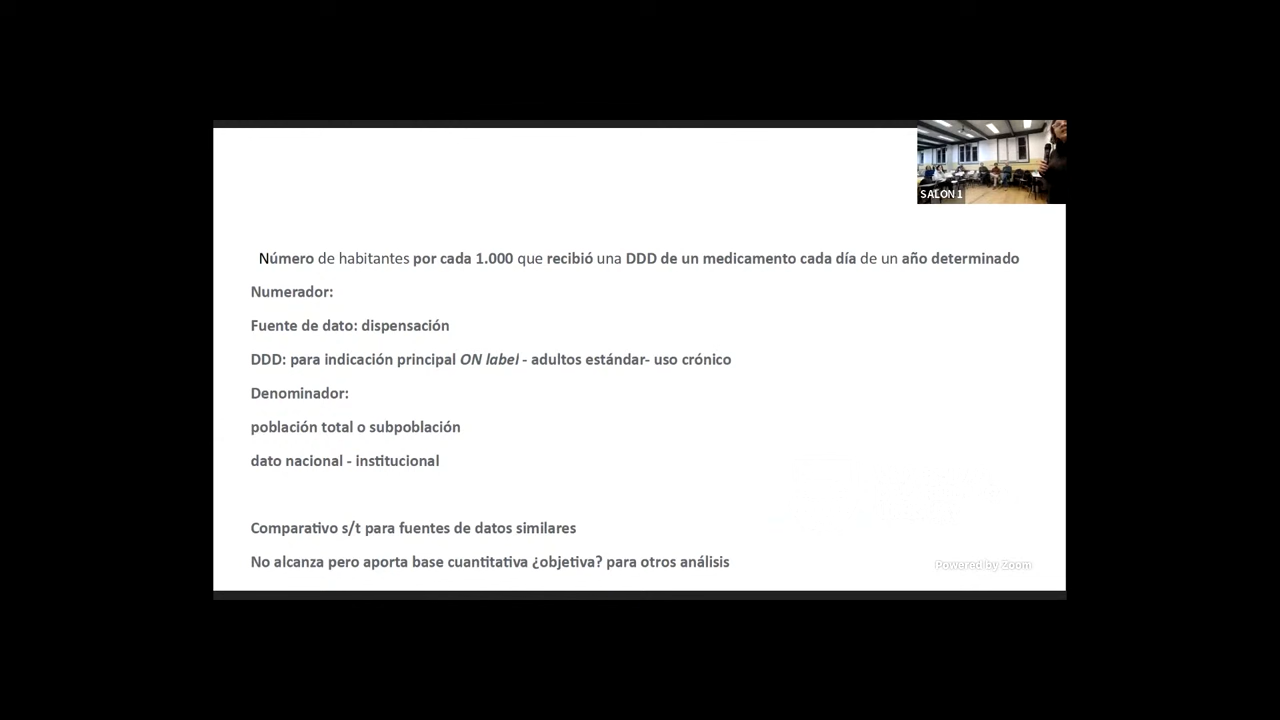 SALON 1
Número de habitantes por cada 1.000 que recibió una DDD de un medicamento cada día de un año determinado
Numerador:
Fuente de dato: dispensación
DDD: para indicación principal ON label - adultos estándar- uso crónico
Denominador:
población total o subpoblación
dato nacional - institucional
Comparativo s/t para fuentes de datos similares
No alcanza pero aporta base cuantitativa ¿objetiva? para otros análisis
Powered by Zoom